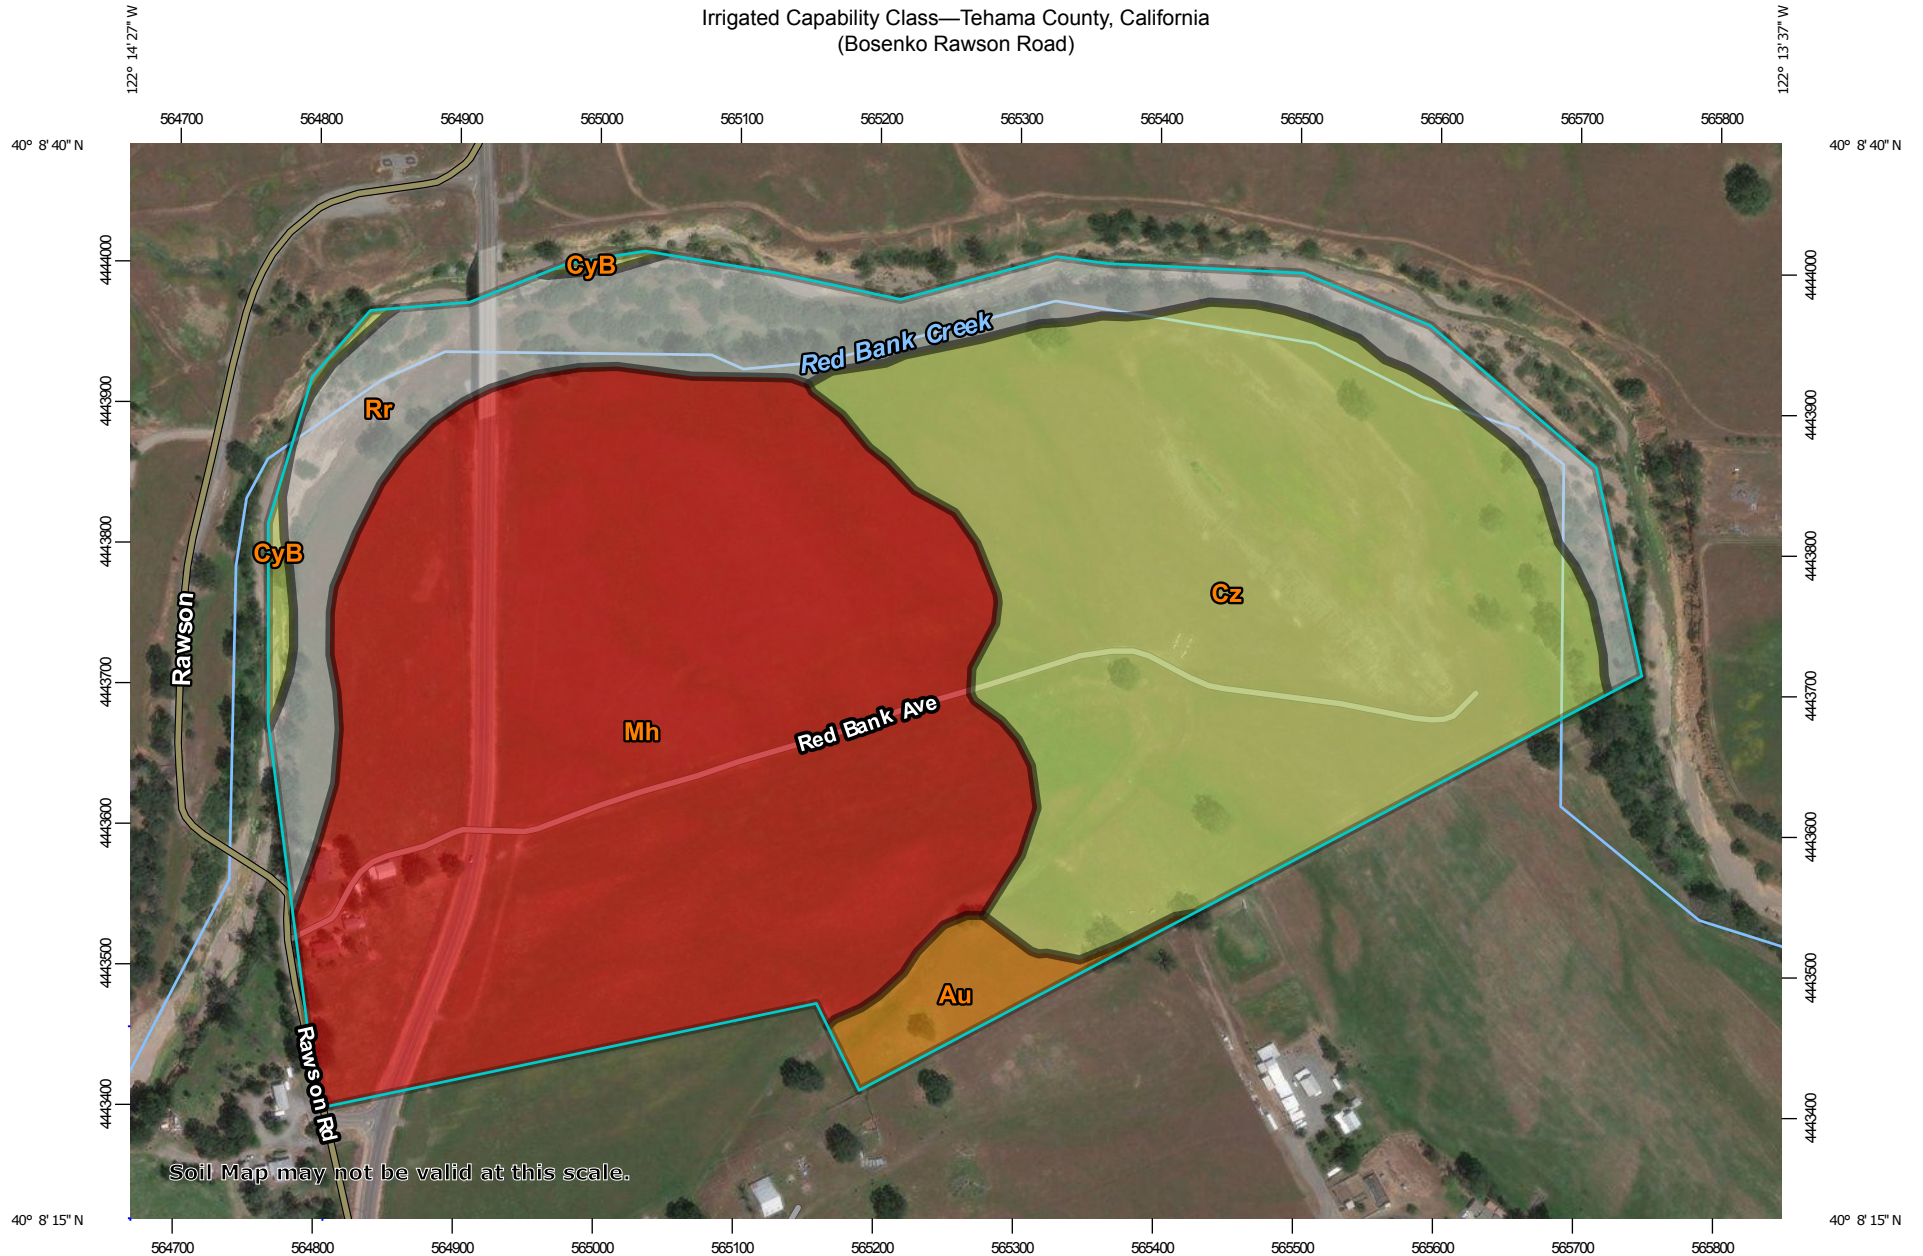 Irrigated Capability Class—Tehama County, California
(Bosenko Rawson Road)
122° 14' 27" W
122° 13' 37" W
564700 564800 564900 565000 565100 565200 565300 565400 565500 565600 565700 565800
40° 8' 40" N
40° 8' 40" N
4444000
4444000
CyB
Red Bank Creek
4443900
4443900
Rr
4443800
4443800
CyB
Cz
Rawson
4443700
4443700
Mh
Red Bank Ave
4443600
4443600
4443500
4443500
Au
Rawson Rd
4443400
4443400
Soil Map may not be valid at this scale.
40° 8' 15" N
40° 8' 15" N
564700 564800 564900 565000 565100 565200 565300 565400 565500 565600 565700 565800